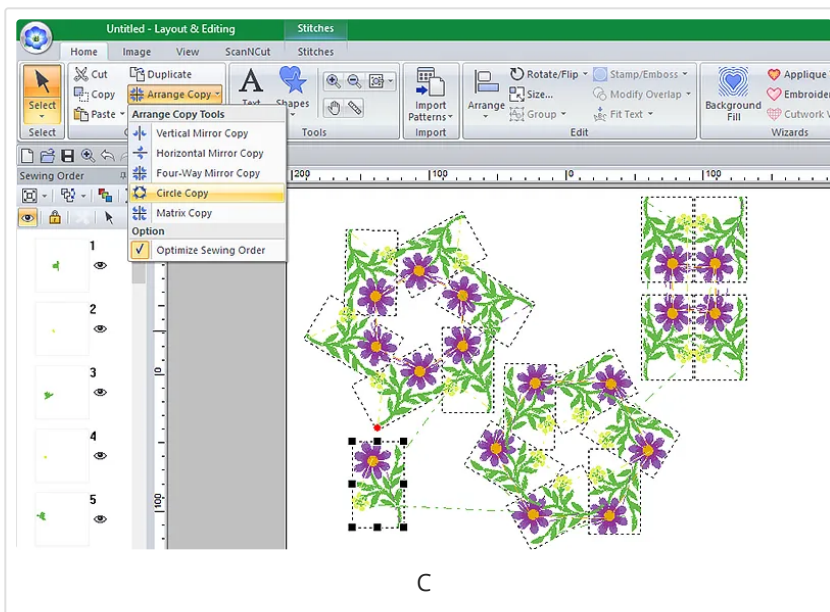 Untitled - Layout & Editing Stitches
Home Image View ScanNCut Stitches
Cut Duplicate Rotate/Flip Stamp/Emboss Applique
Copy Arrange Copy Size... Modify Overlap
Select Paste Text Shapes Import Patterns Arrange Group Fit Text Background Fill Cutwork
Select Tools Import Edit Wizards
Arrange Copy Tools
Vertical Mirror Copy
Horizontal Mirror Copy
Four-Way Mirror Copy
Circle Copy
Matrix Copy
Option
Optimize Sewing Order
Sewing Order
200 100 0 100
1
2
3
0
4
5
100
C